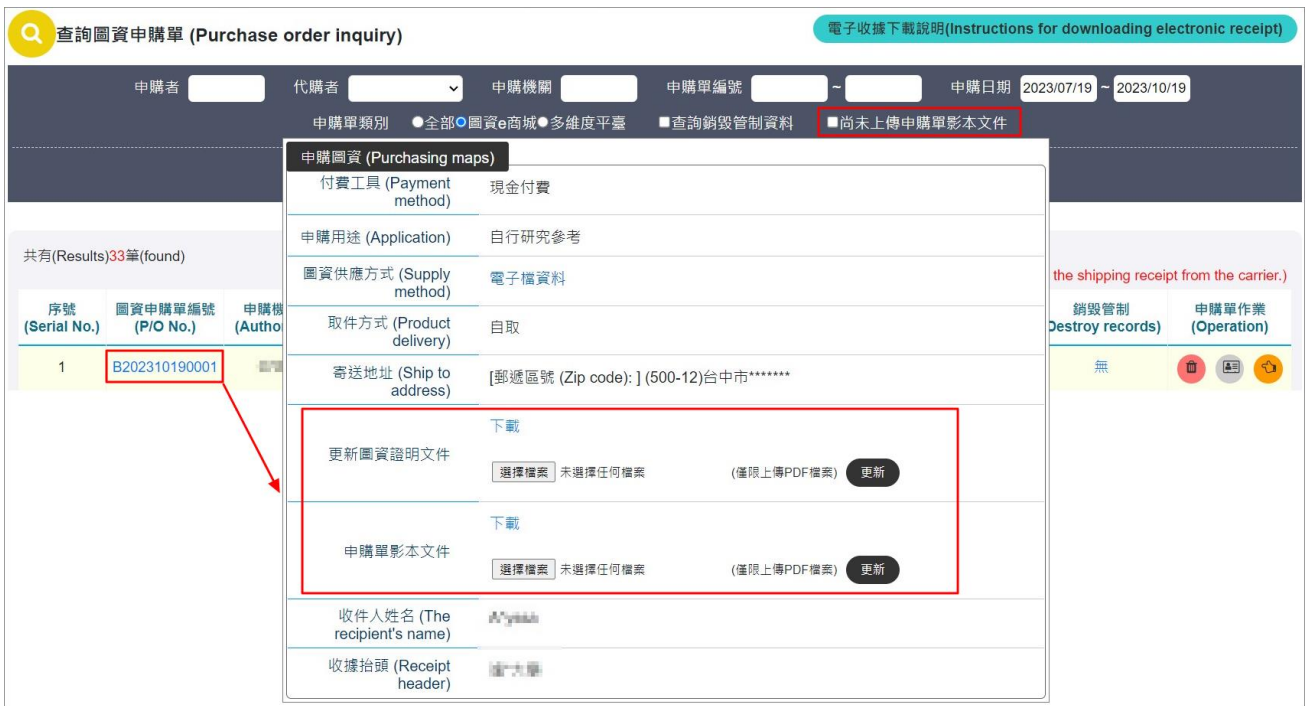 查詢圖資申購單 (Purchase order inquiry)
電子收據下載說明(Instructions for downloading electronic receipt)
申購者
代購者
申購機關
申購單編號
~
申購日期
2023/07/19 ~ 2023/10/19
申購單類別
全部
圖資e商城
多維度平臺
查詢銷毀管制資料
尚未上傳申購單影本文件
共有(Results)33筆(found)
the shipping receipt from the carrier.)
序號
(Serial No.)
圖資申購單編號
(P/O No.)
申購機
(Autho
銷毀管制
Destroy records)
申購單作業
(Operation)
1
B202310190001
無
申購圖資 (Purchasing maps)
付費工具 (Payment
method)
現金付費
申購用途 (Application)
自行研究參考
圖資供應方式 (Supply
method)
電子檔資料
取件方式 (Product
delivery)
自取
寄送地址 (Ship to
address)
[郵遞區號 (Zip code): ] (500-12)台中市*******
更新圖資證明文件
下載
選擇檔案 未選擇任何檔案 (僅限上傳PDF檔案) 更新
申購單影本文件
下載
選擇檔案 未選擇任何檔案 (僅限上傳PDF檔案) 更新
收件人姓名 (The
recipient's name)
收據抬頭 (Receipt
header)